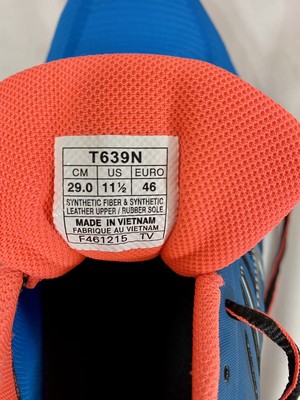 T639N
CM US EURO
29.0 11½ 46
SYNTHETIC FIBER & SYNTHETIC
LEATHER UPPER / RUBBER SOLE
MADE IN VIETNAM
FABRIQUE AU VIETNAM
F461215 TV